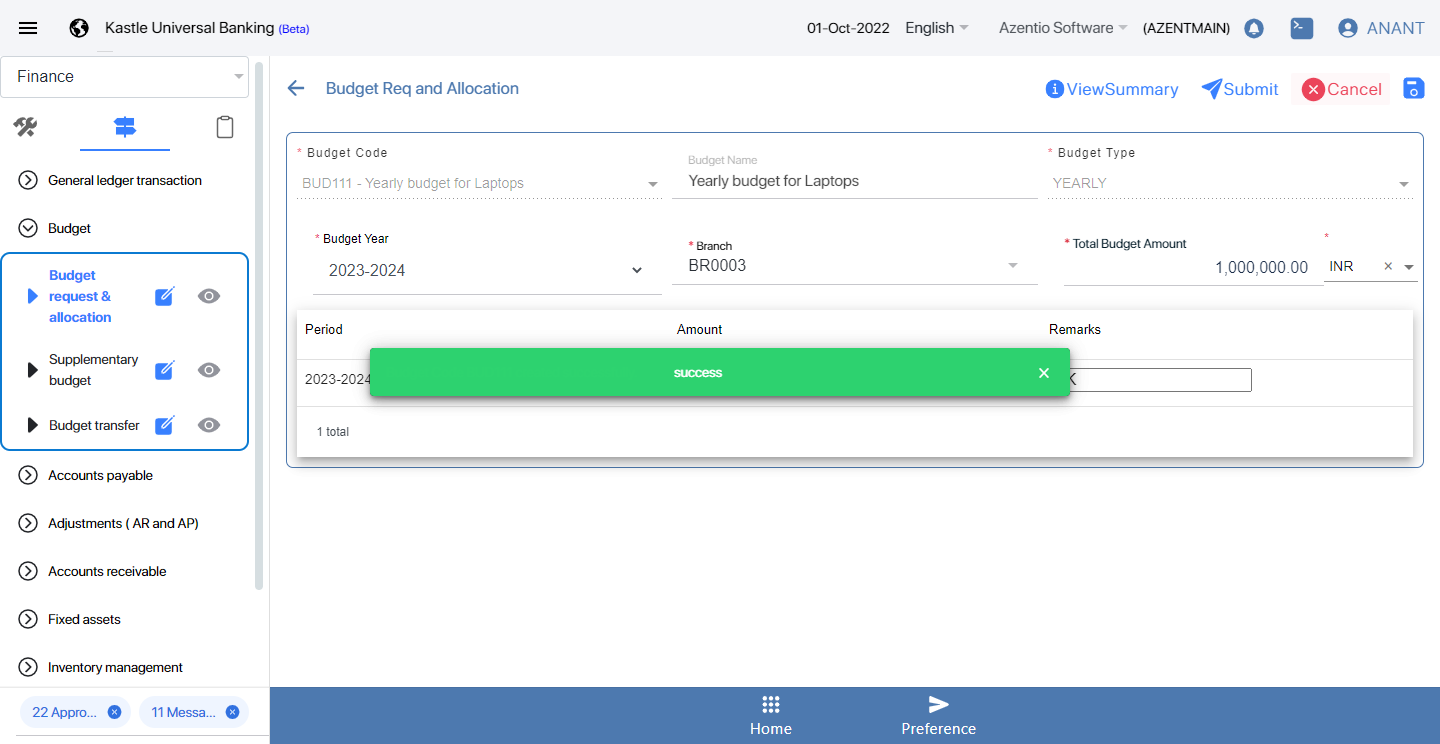 Kastle Universal Banking (Beta)
01-Oct-2022
English
Azentio Software
(AZENTMAIN)
ANANT
Finance
General ledger transaction
Budget
Budget
request &
allocation
Supplementary
budget
Budget transfer
Accounts payable
Adjustments ( AR and AP)
Accounts receivable
Fixed assets
Inventory management
22 Appro...
11 Messa...
Budget Req and Allocation
ViewSummary
Submit
Cancel
* Budget Code
BUD111 - Yearly budget for Laptops
Budget Name
Yearly budget for Laptops
* Budget Type
YEARLY
* Budget Year
2023-2024
* Branch
BR0003
* Total Budget Amount
1,000,000.00
*
INR
Period
Amount
Remarks
2023-2024
success
1 total
Home
Preference